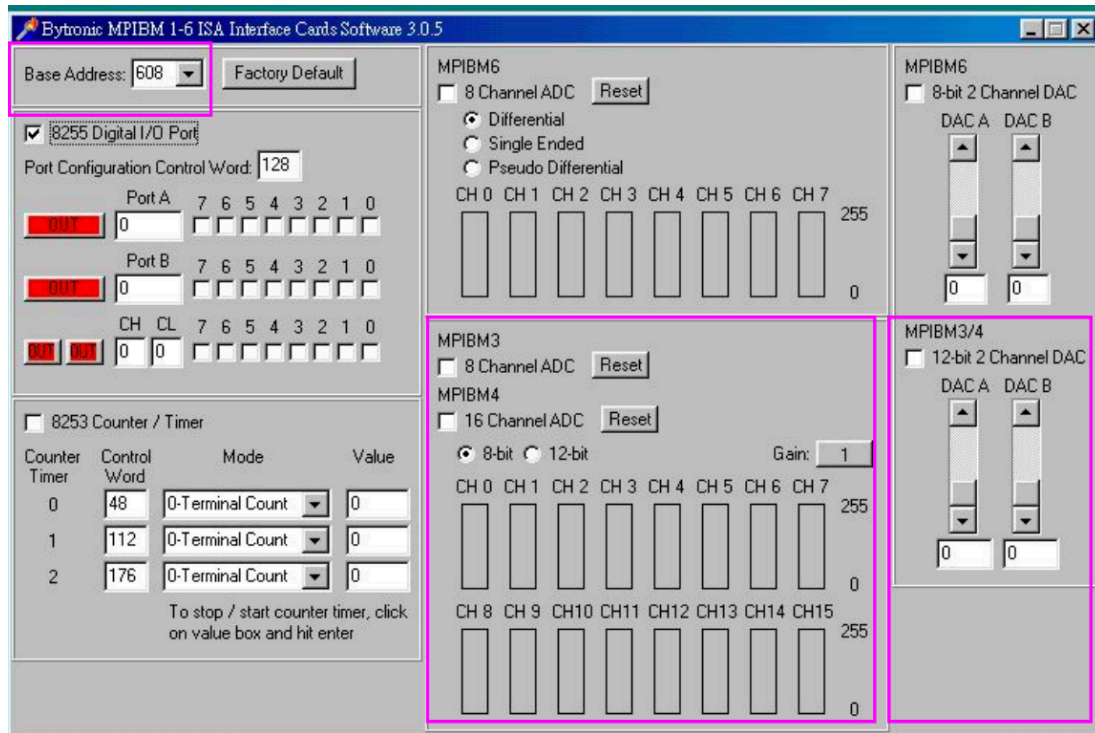 Bytronic MPIBM 1-6 ISA Interface Cards Software 3.0.5
Base Address: 608 Factory Default
8255 Digital I/O Port
Port Configuration Control Word: 128
Port A 7 6 5 4 3 2 1 0
OUT 0
Port B 7 6 5 4 3 2 1 0
OUT 0
CH CL 7 6 5 4 3 2 1 0
OUT OUT 0 0
8253 Counter / Timer
Counter Timer Control Word Mode Value
0 48 0-Terminal Count 0
1 112 0-Terminal Count 0
2 176 0-Terminal Count 0
To stop / start counter timer, click
on value box and hit enter
MPIBM6
8 Channel ADC Reset
Differential
Single Ended
Pseudo Differential
CH 0 CH 1 CH 2 CH 3 CH 4 CH 5 CH 6 CH 7
255
0
MPIBM3
8 Channel ADC Reset
MPIBM4
16 Channel ADC Reset
8-bit 12-bit Gain: 1
CH 0 CH 1 CH 2 CH 3 CH 4 CH 5 CH 6 CH 7
255
0
CH 8 CH 9 CH10 CH11 CH12 CH13 CH14 CH15
255
0
MPIBM6
8-bit 2 Channel DAC
DAC A DAC B
0 0
MPIBM3/4
12-bit 2 Channel DAC
DAC A DAC B
0 0